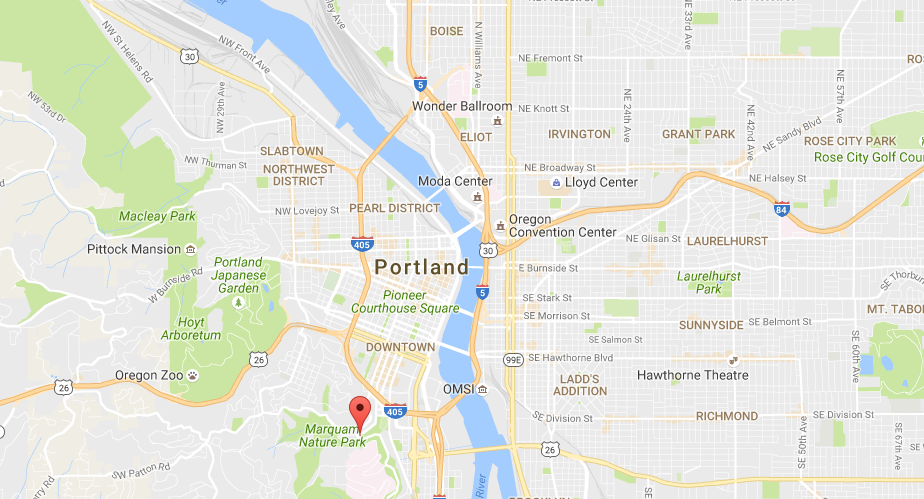 BOISE
N Williams Ave
NE 33rd Ave
NW St Helens Rd
30
NW Front Ave
NE Fremont St
5
NW 29th Ave
NE 57th Ave
NW 53rd Dr
Wonder Ballroom
NE Knott St
NE 24th Ave
NE 42nd Ave
ELIOT
IRVINGTON
GRANT PARK
NE Sandy Blvd
ROSE CITY PARK
Rose City Golf
SLABTOWN
NW Thurman St
NORTHWEST
DISTRICT
NE Broadway St
Moda Center
Lloyd Center
NE Halsey St
Macleay Park
NW Lovejoy St
PEARL DISTRICT
84
Oregon
Convention Center
Pittock Mansion
405
30
NE Glisan St
LAURELHURST
Portland
Japanese
Garden
W Burnside Rd
Portland
E Burnside St
Laurelhurst
Park
Pioneer
Courthouse Square
5
SE Stark St
Hoyt
Arboretum
SE Morrison St
SUNNYSIDE
SE Belmont St
MT. TABO
SE Salmon St
DOWNTOWN
26
99E
SE Hawthorne Blvd
SE 60th Ave
Oregon Zoo
26
OMSI
LADD'S
ADDITION
Hawthorne Theatre
405
SE Division St
RICHMOND
SE Division St
Marquam
Nature Park
SE 50th Ave
SE 67th Ave
26
SW Patton Rd
River
5